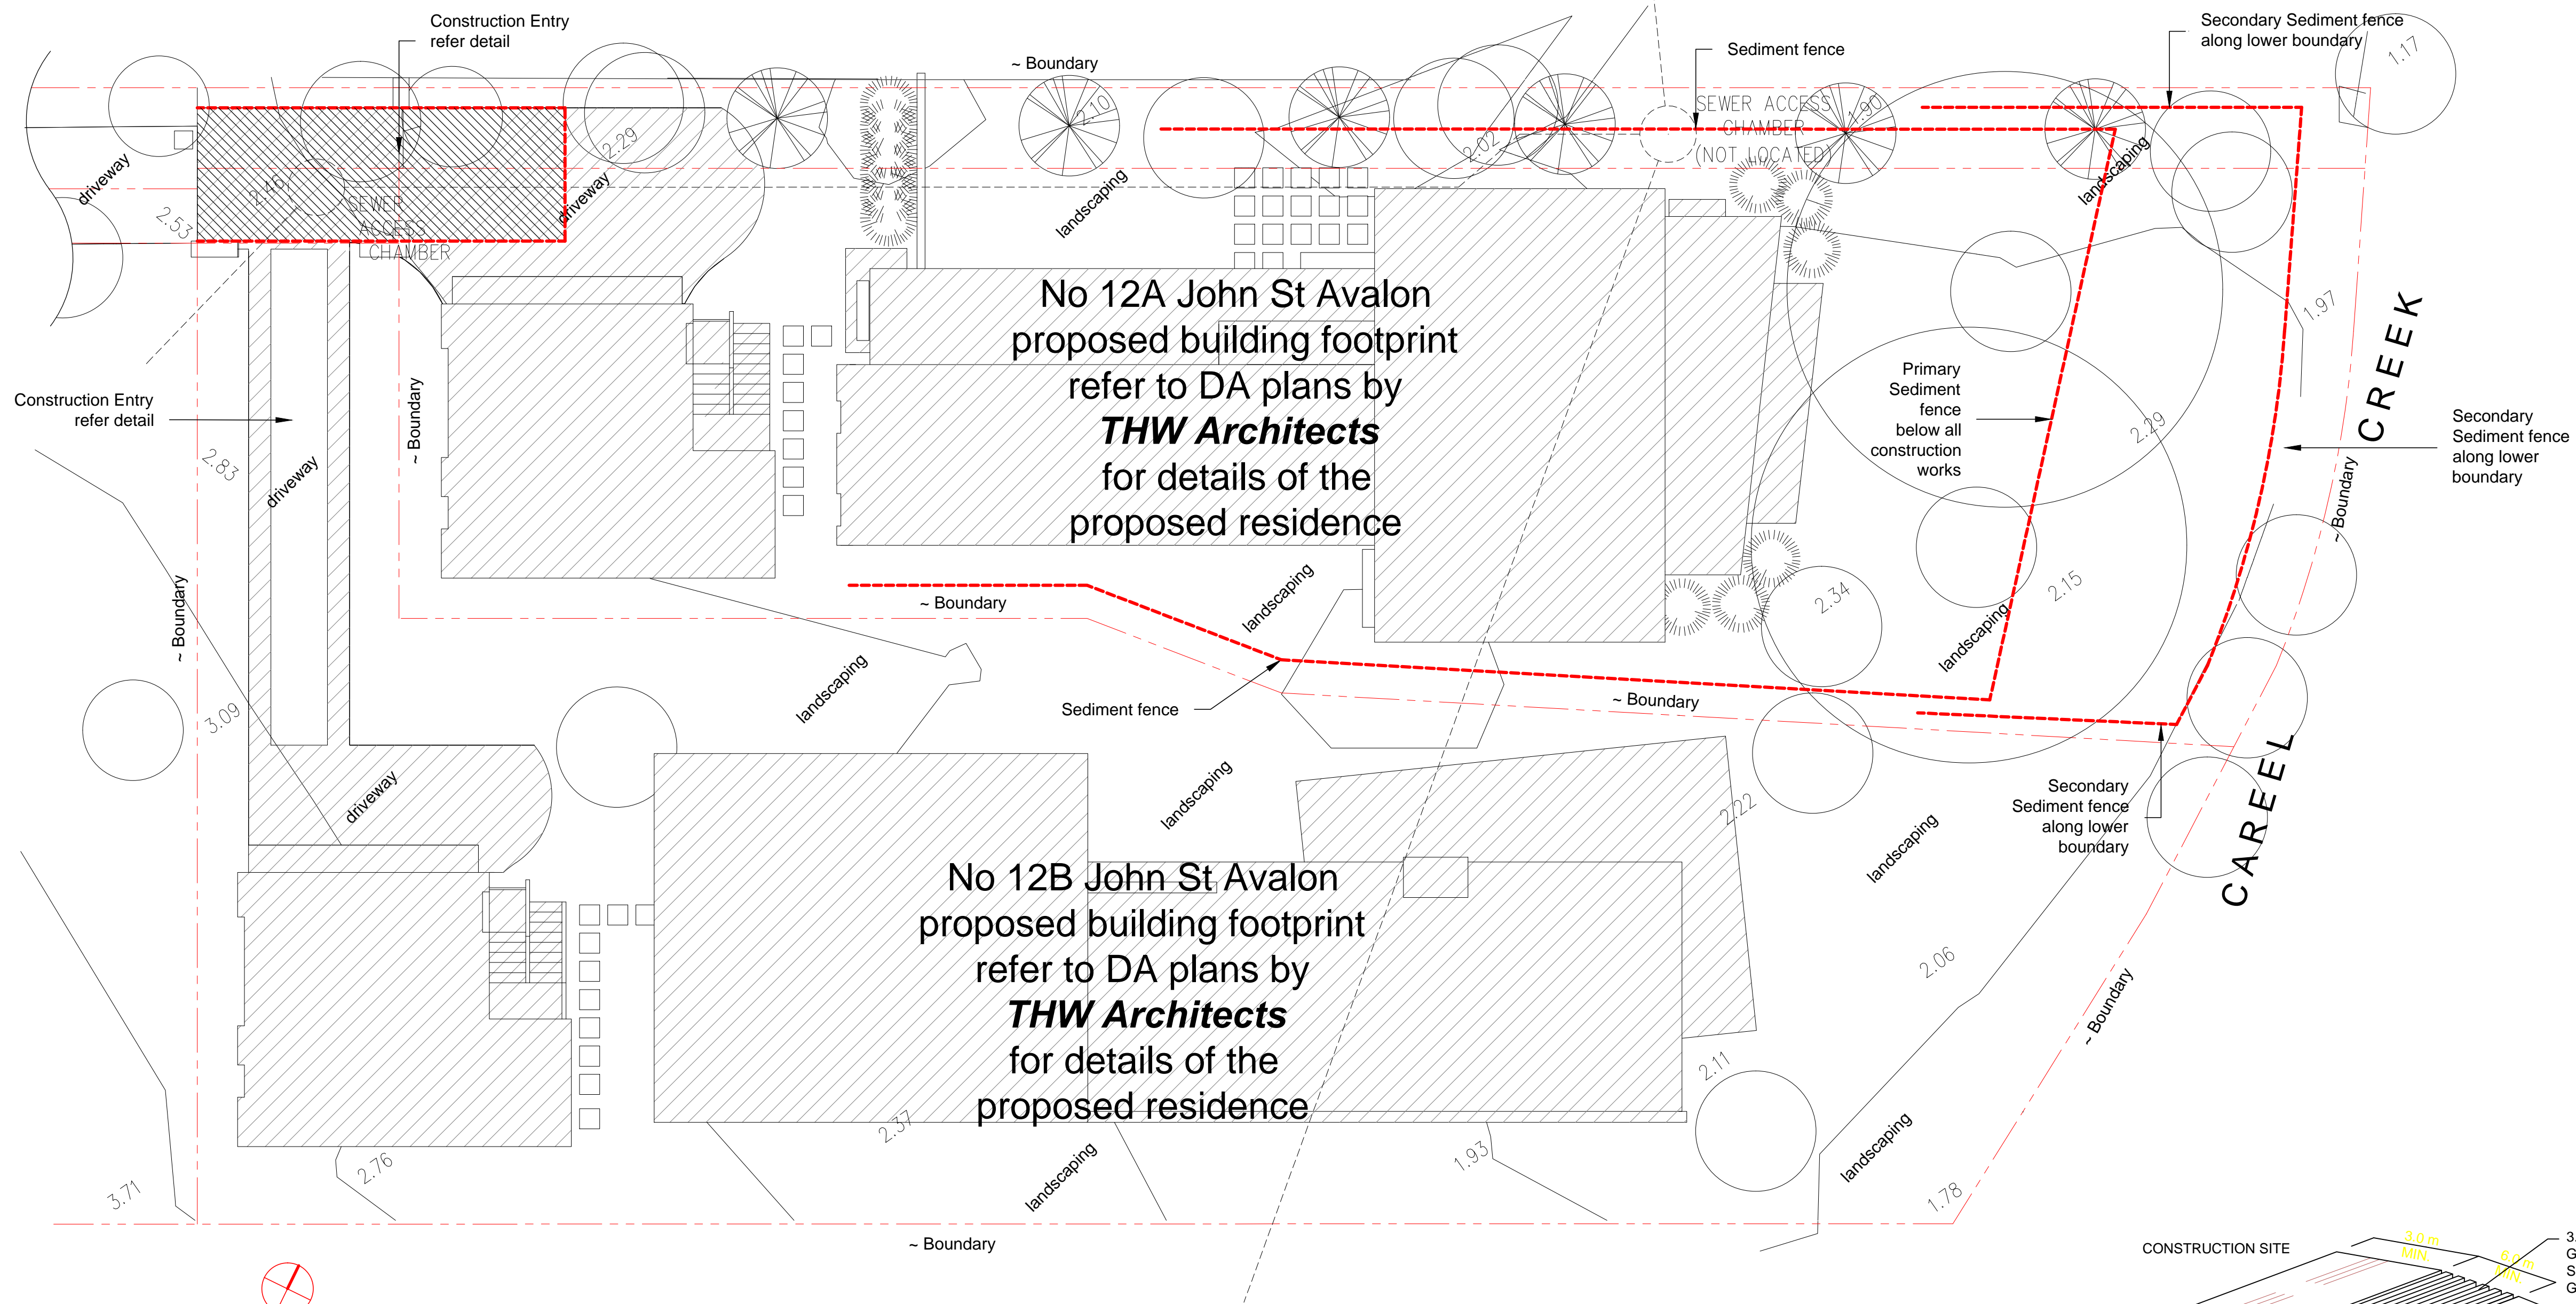 Construction Entry
refer detail
~ Boundary
Sediment fence
Secondary Sediment fence
along lower boundary
1.17
driveway
2.46
2.53
SEWER
ACCESS
CHAMBER
2.29
driveway
2.10
landscaping
2.02
SEWER ACCESS
CHAMBER
(NOT LOCATED)
1.90
landscaping
1.97
No 12A John St Avalon
proposed building footprint
refer to DA plans by
THW Architects
for details of the
proposed residence
Construction Entry
refer detail
2.83
driveway
~ Boundary
~ Boundary
3.09
driveway
Primary
Sediment
fence
below all
construction
works
2.29
CREEK
Secondary
Sediment fence
along lower
boundary
~ Boundary
2.15
2.34
landscaping
landscaping
~ Boundary
landscaping
Sediment fence
~ Boundary
landscaping
2.22
Secondary
Sediment fence
along lower
boundary
CAREEL
landscaping
No 12B John St Avalon
proposed building footprint
refer to DA plans by
THW Architects
for details of the
proposed residence
2.06
~ Boundary
2.11
2.37
2.76
3.71
landscaping
1.93
landscaping
1.78
~ Boundary
CONSTRUCTION SITE
3.0 m
MIN.
6.0 m
MIN.
3.
G
S
G